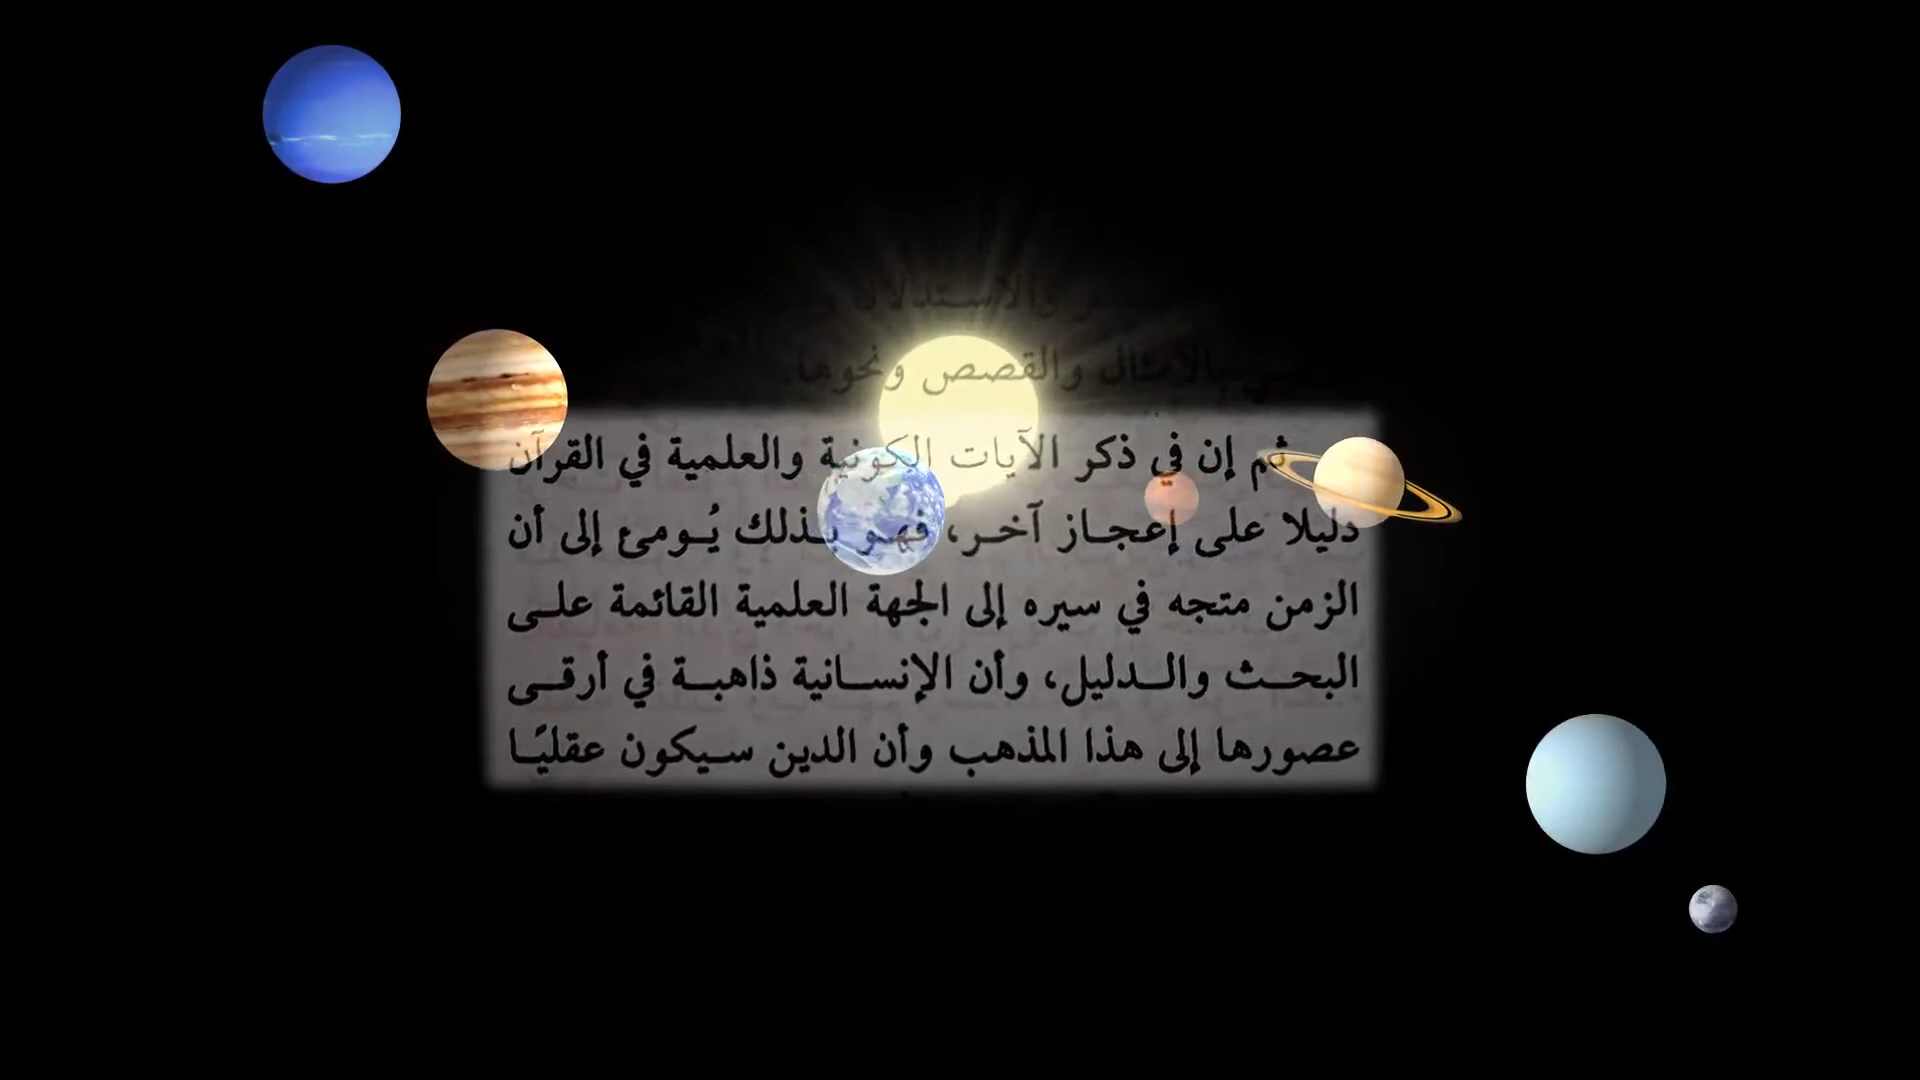 والاستدلال
بالأمثال والقصص ونحوها.
ثم إن في ذكر الآيات الكونية والعلمية في القرآن
دليلا على إعجاز آخر، فهو بذلك يُومئ إلى أن
الزمن متجه في سيره إلى الجهة العلمية القائمة على
البحث والدليل، وأن الإنسانية ذاهبة في أرقى
عصورها إلى هذا المذهب وأن الدين سيكون عقليًا